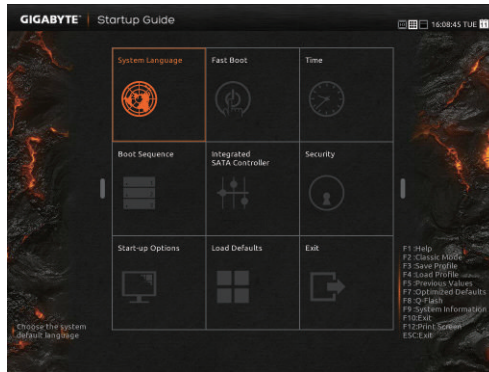 GIGABYTE™ Startup Guide
16:08:45 TUE 11
System Language
Fast Boot
Time
Boot Sequence
Integrated
SATA Controller
Security
Start-up Options
Load Defaults
Exit
F1 :Help
F2 :Classic Mode
F3 :Save Profile
F4 :Load Profile
F5 :Previous Values
F7 :Optimized Defaults
F8 :Q-Flash
F9 :System Information
F10:Exit
F12:Print Screen
ESC:Exit
Choose the system
default language